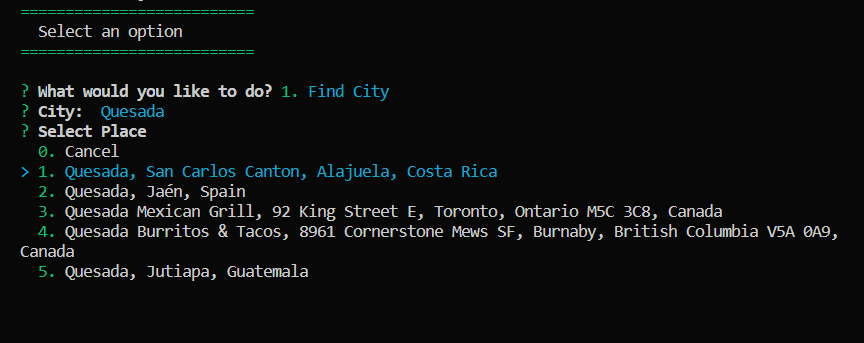 ==========================
Select an option
==========================
? What would you like to do? 1. Find City
? City: Quesada
? Select Place
0. Cancel
> 1. Quesada, San Carlos Canton, Alajuela, Costa Rica
2. Quesada, Jaén, Spain
3. Quesada Mexican Grill, 92 King Street E, Toronto, Ontario M5C 3C8, Canada
4. Quesada Burritos & Tacos, 8961 Cornerstone Mews SF, Burnaby, British Columbia V5A 0A9,
Canada
5. Quesada, Jutiapa, Guatemala